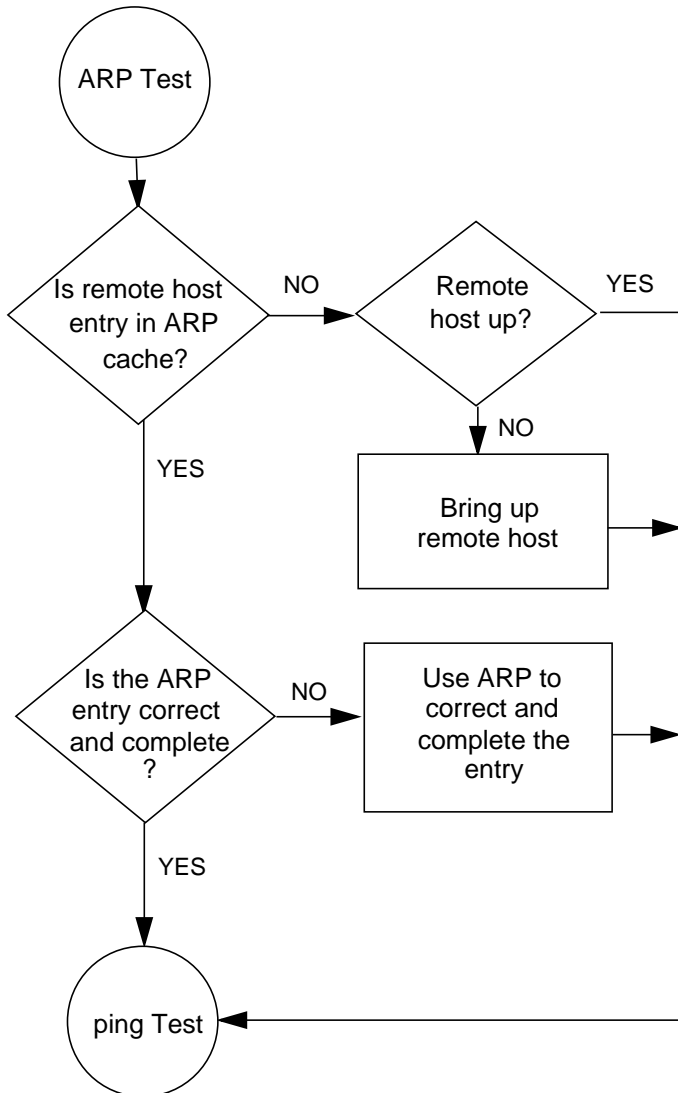 ARP Test
Is remote host
entry in ARP
cache?
NO
Remote
host up?
YES
NO
YES
Bring up
remote host
Is the ARP
entry correct
and complete
?
NO
Use ARP to
correct and
complete the
entry
YES
ping Test